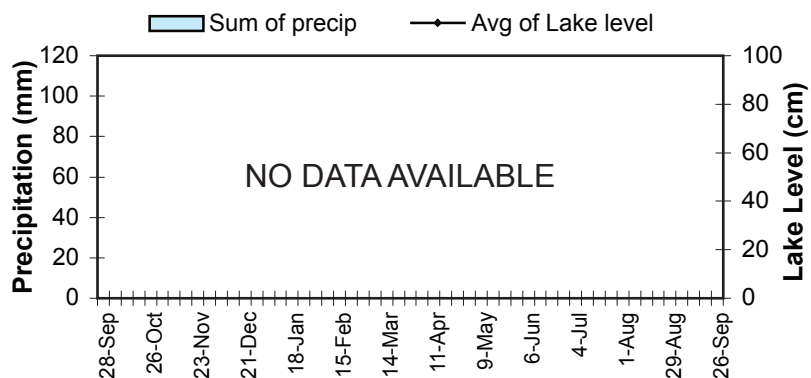 Sum of precip Avg of Lake level
Precipitation (mm)
120
100
80
60
40
20
0
NO DATA AVAILABLE
100
80
60
40
20
0
Lake Level (cm)
28-Sep
26-Oct
23-Nov
21-Dec
18-Jan
15-Feb
14-Mar
11-Apr
9-May
6-Jun
4-Jul
1-Aug
29-Aug
26-Sep